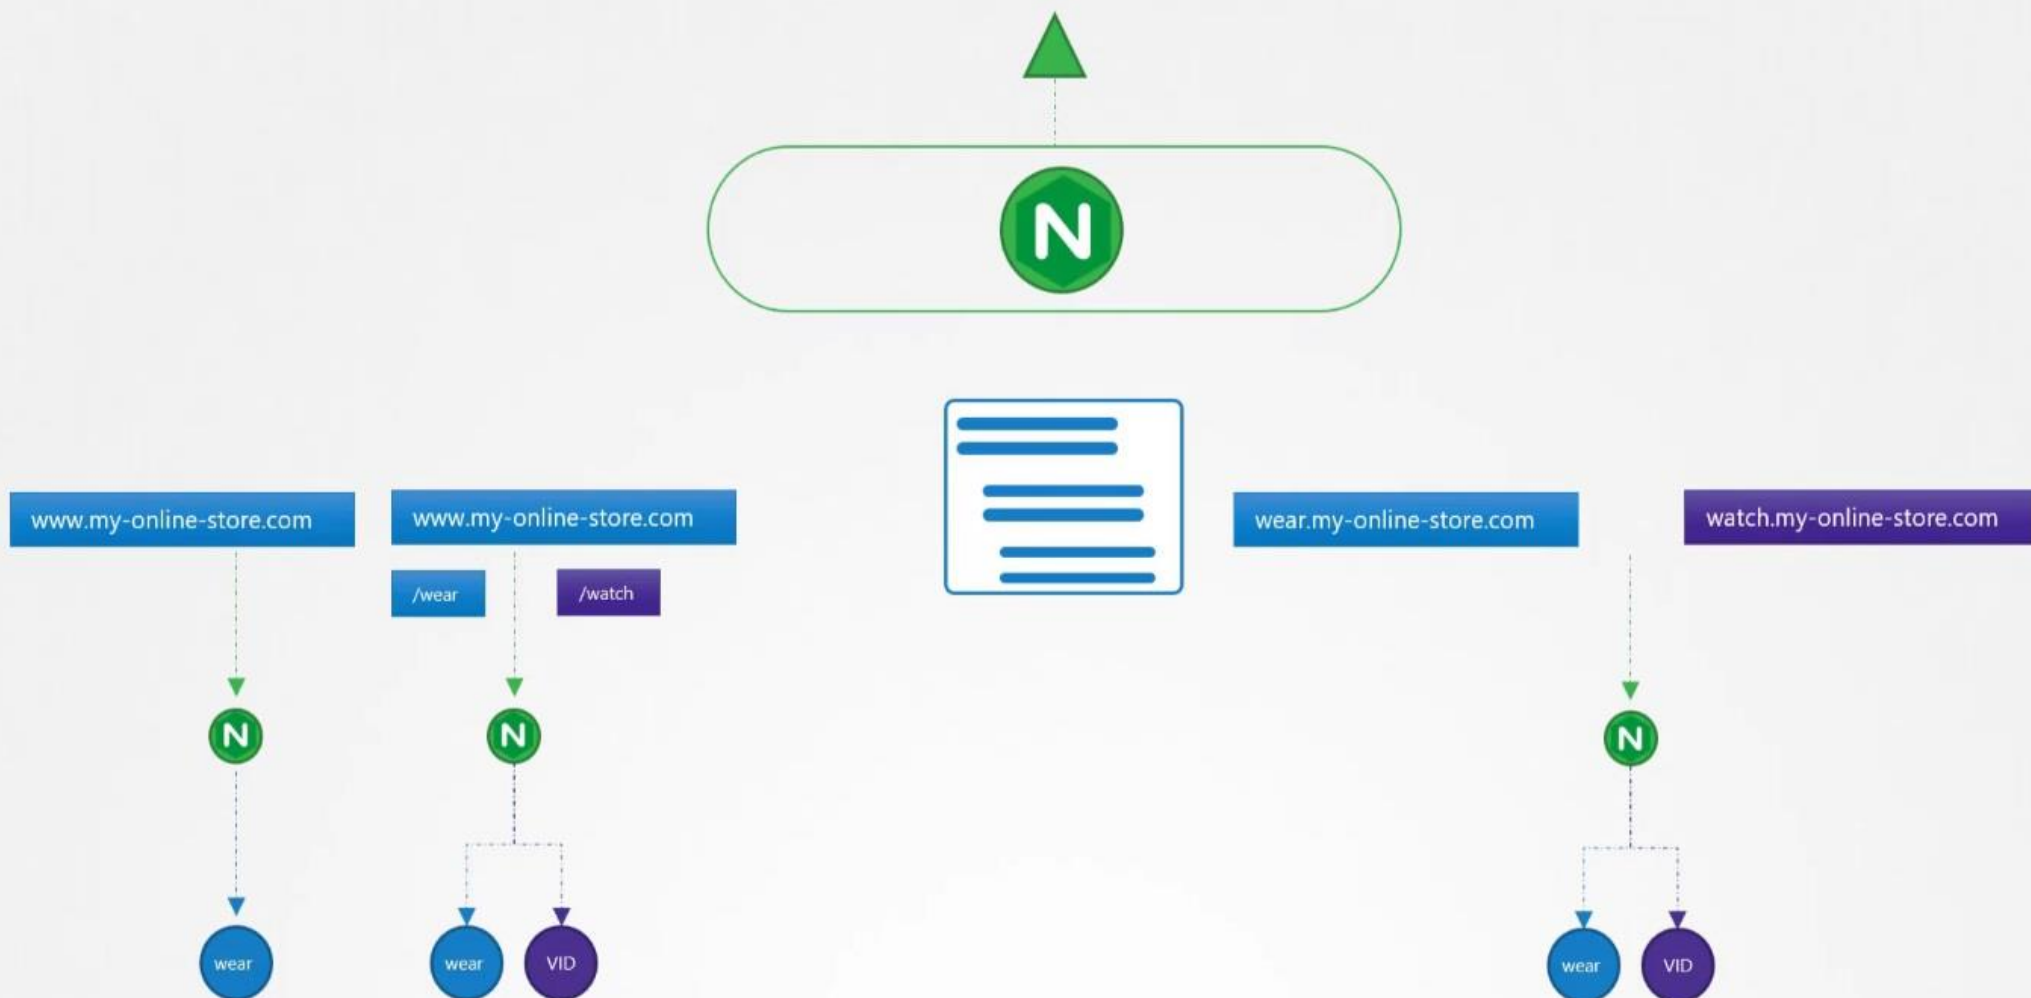 N
www.my-online-store.com
www.my-online-store.com
wear.my-online-store.com
watch.my-online-store.com
/wear
/watch
N
N
N
wear
wear
VID
wear
VID